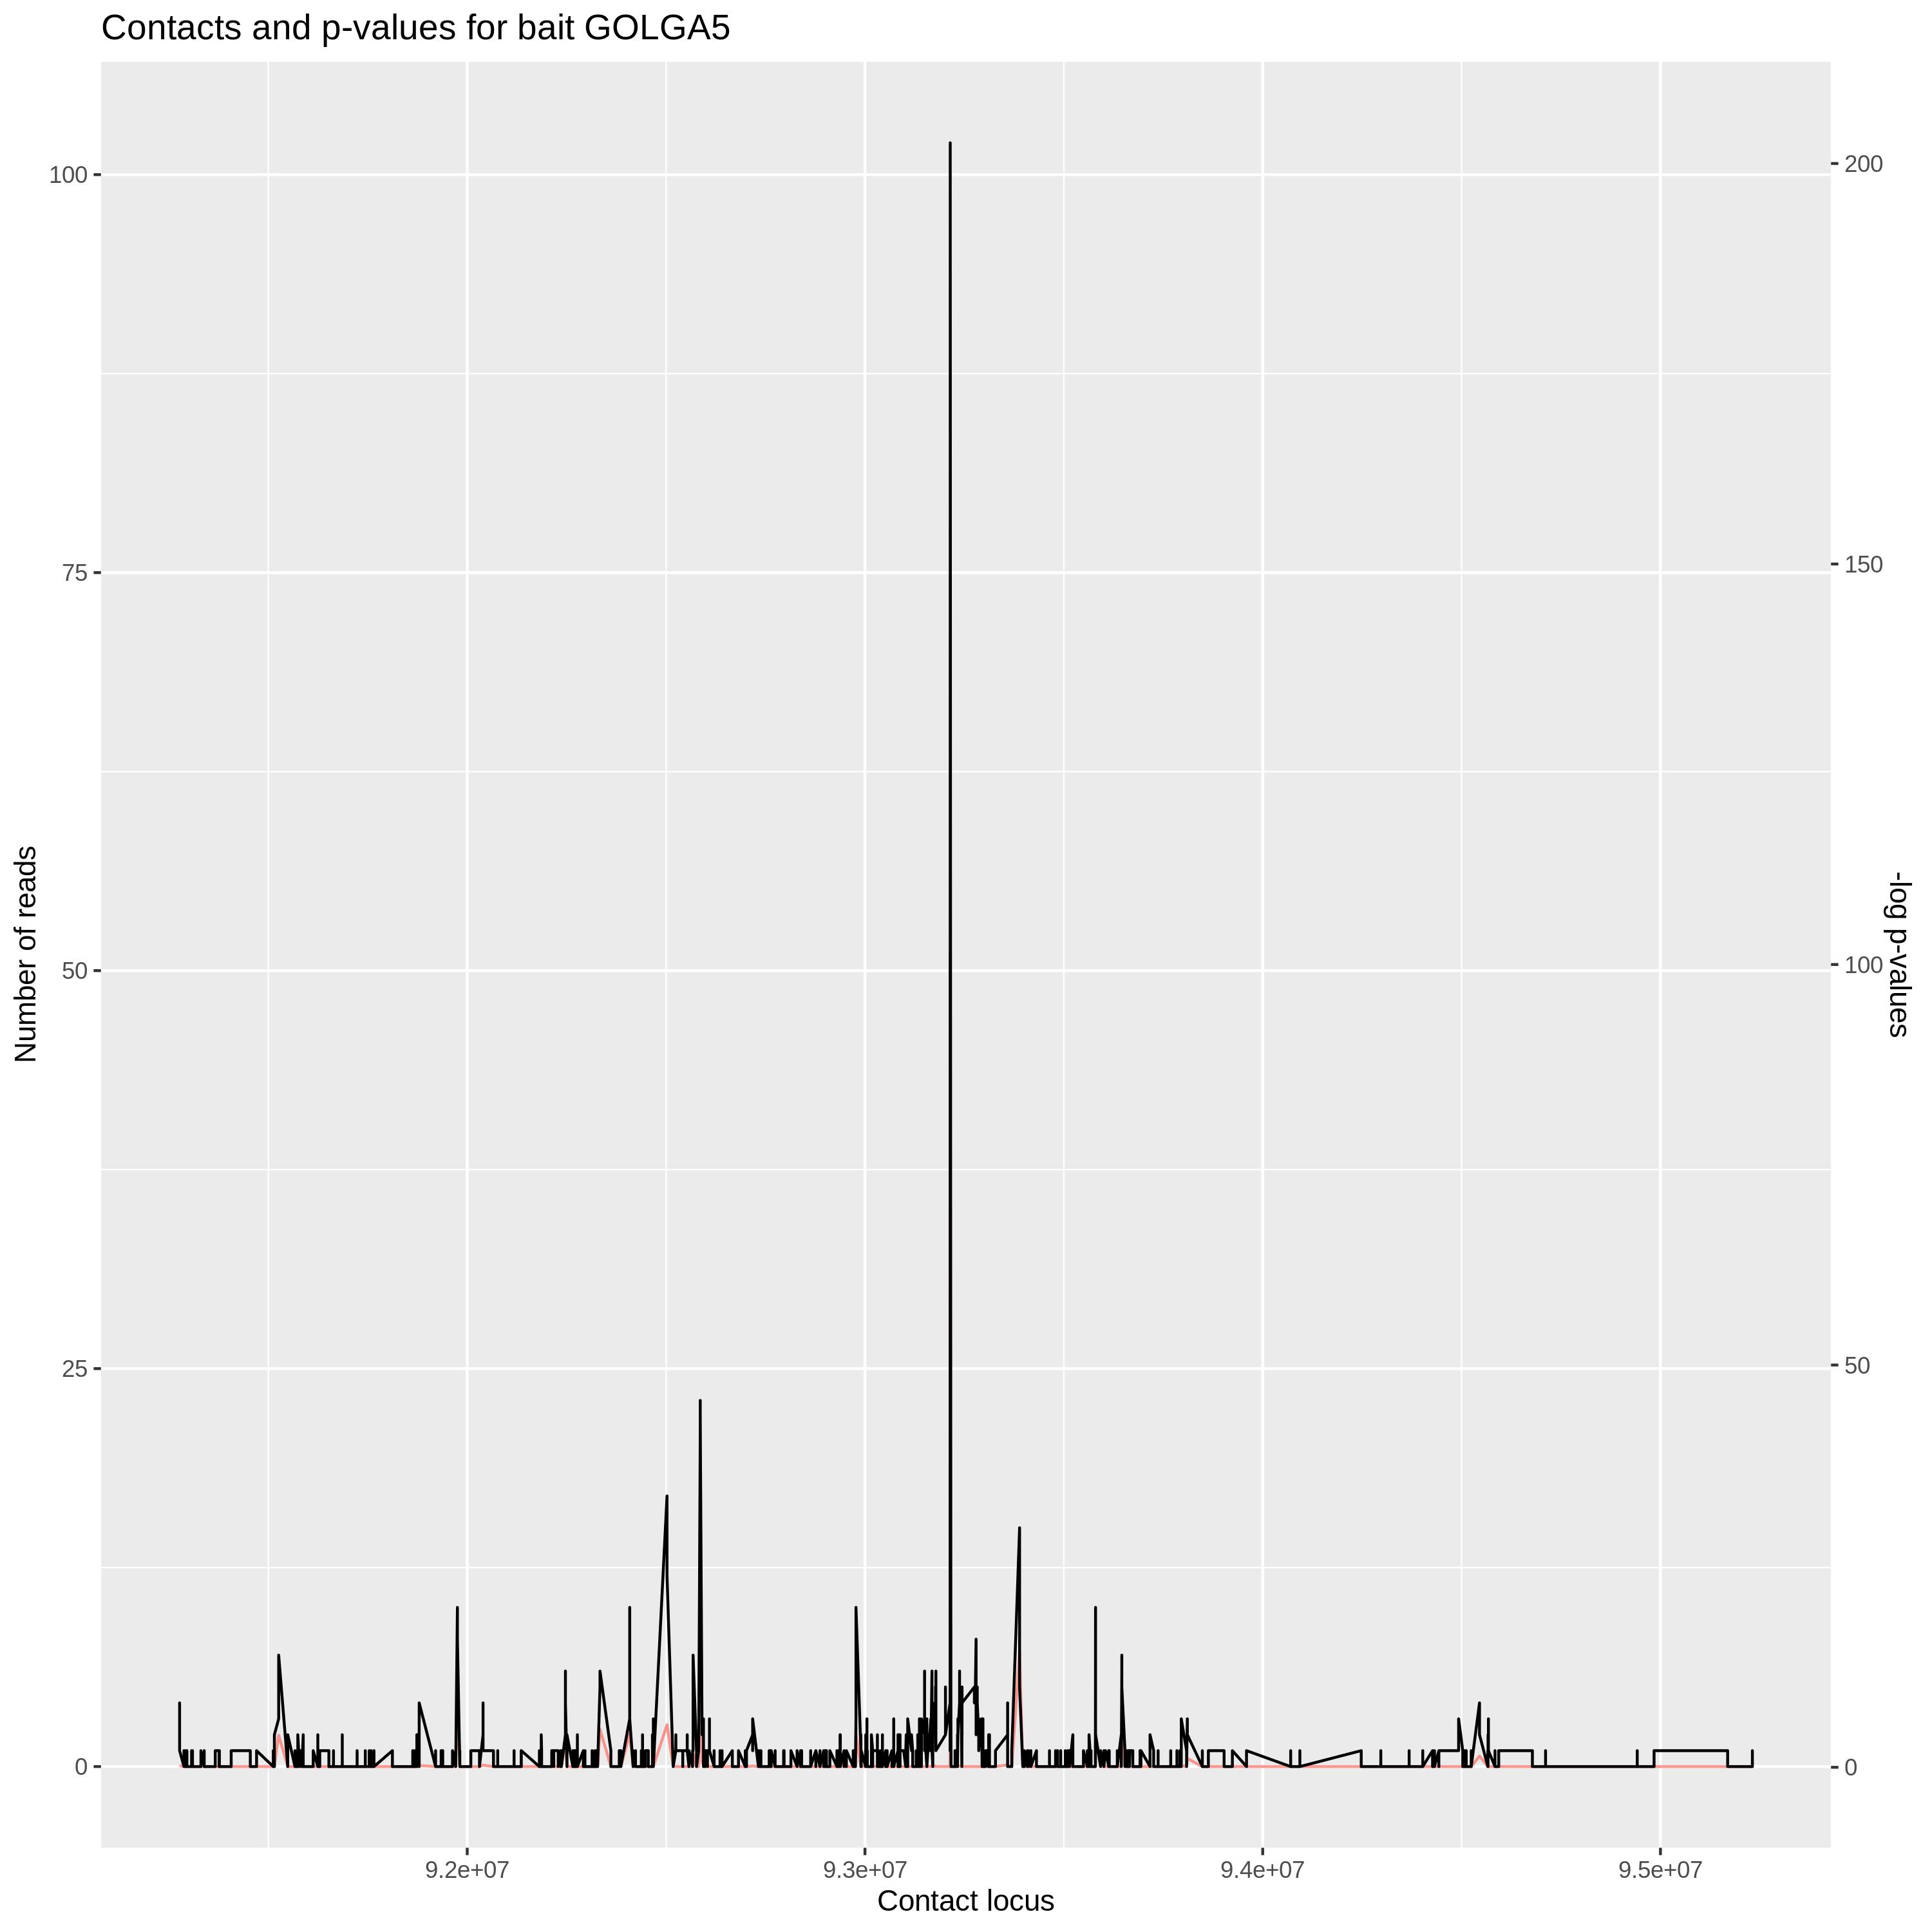 Contacts and p-values for bait GOLGA5
100
75
50
25
0
Number of reads
200
150
100
50
0
-log p-values
9.2e+07 9.3e+07 9.4e+07 9.5e+07
Contact locus